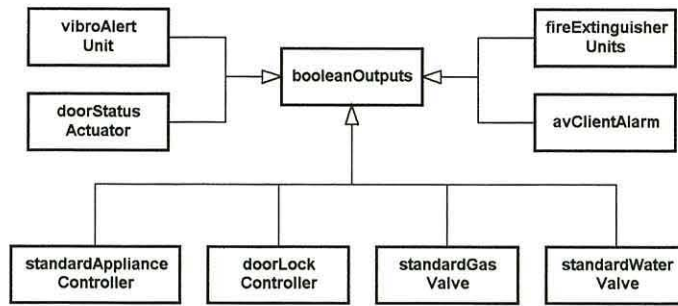 vibroAlert
Unit
fireExtinguisher
Units
booleanOutputs
doorStatus
Actuator
avClientAlarm
standardAppliance
Controller
doorLock
Controller
standardGas
Valve
standardWater
Valve